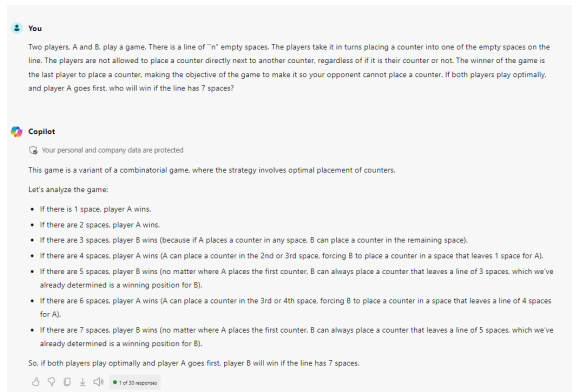 You
Two players, A and B, play a game. There is a line of ``n" empty spaces. The players take it in turns placing a counter into one of the empty spaces on the
line. The players are not allowed to place a counter directly next to another counter, regardless of if it is their counter or not. The winner of the game is
the last player to place a counter, making the objective of the game to make it so your opponent cannot place a counter. If both players play optimally,
and player A goes first, who will win if the line has 7 spaces?
Copilot
Your personal and company data are protected
This game is a variant of a combinatorial game, where the strategy involves optimal placement of counters.
Let's analyze the game:
• If there is 1 space, player A wins.
• If there are 2 spaces, player A wins.
• If there are 3 spaces, player B wins (because if A places a counter in any space, B can place a counter in the remaining space).
• If there are 4 spaces, player A wins (A can place a counter in the 2nd or 3rd space, forcing B to place a counter in a space that leaves 1 space for A).
• If there are 5 spaces, player B wins (no matter where A places the first counter, B can always place a counter that leaves a line of 3 spaces, which we've
already determined is a winning position for B).
• If there are 6 spaces, player A wins (A can place a counter in the 3rd or 4th space, forcing B to place a counter in a space that leaves a line of 4 spaces
for A).
• If there are 7 spaces, player B wins (no matter where A places the first counter, B can always place a counter that leaves a line of 5 spaces, which we've
already determined is a winning position for B).
So, if both players play optimally and player A goes first, player B will win if the line has 7 spaces.
1 of 30 responses